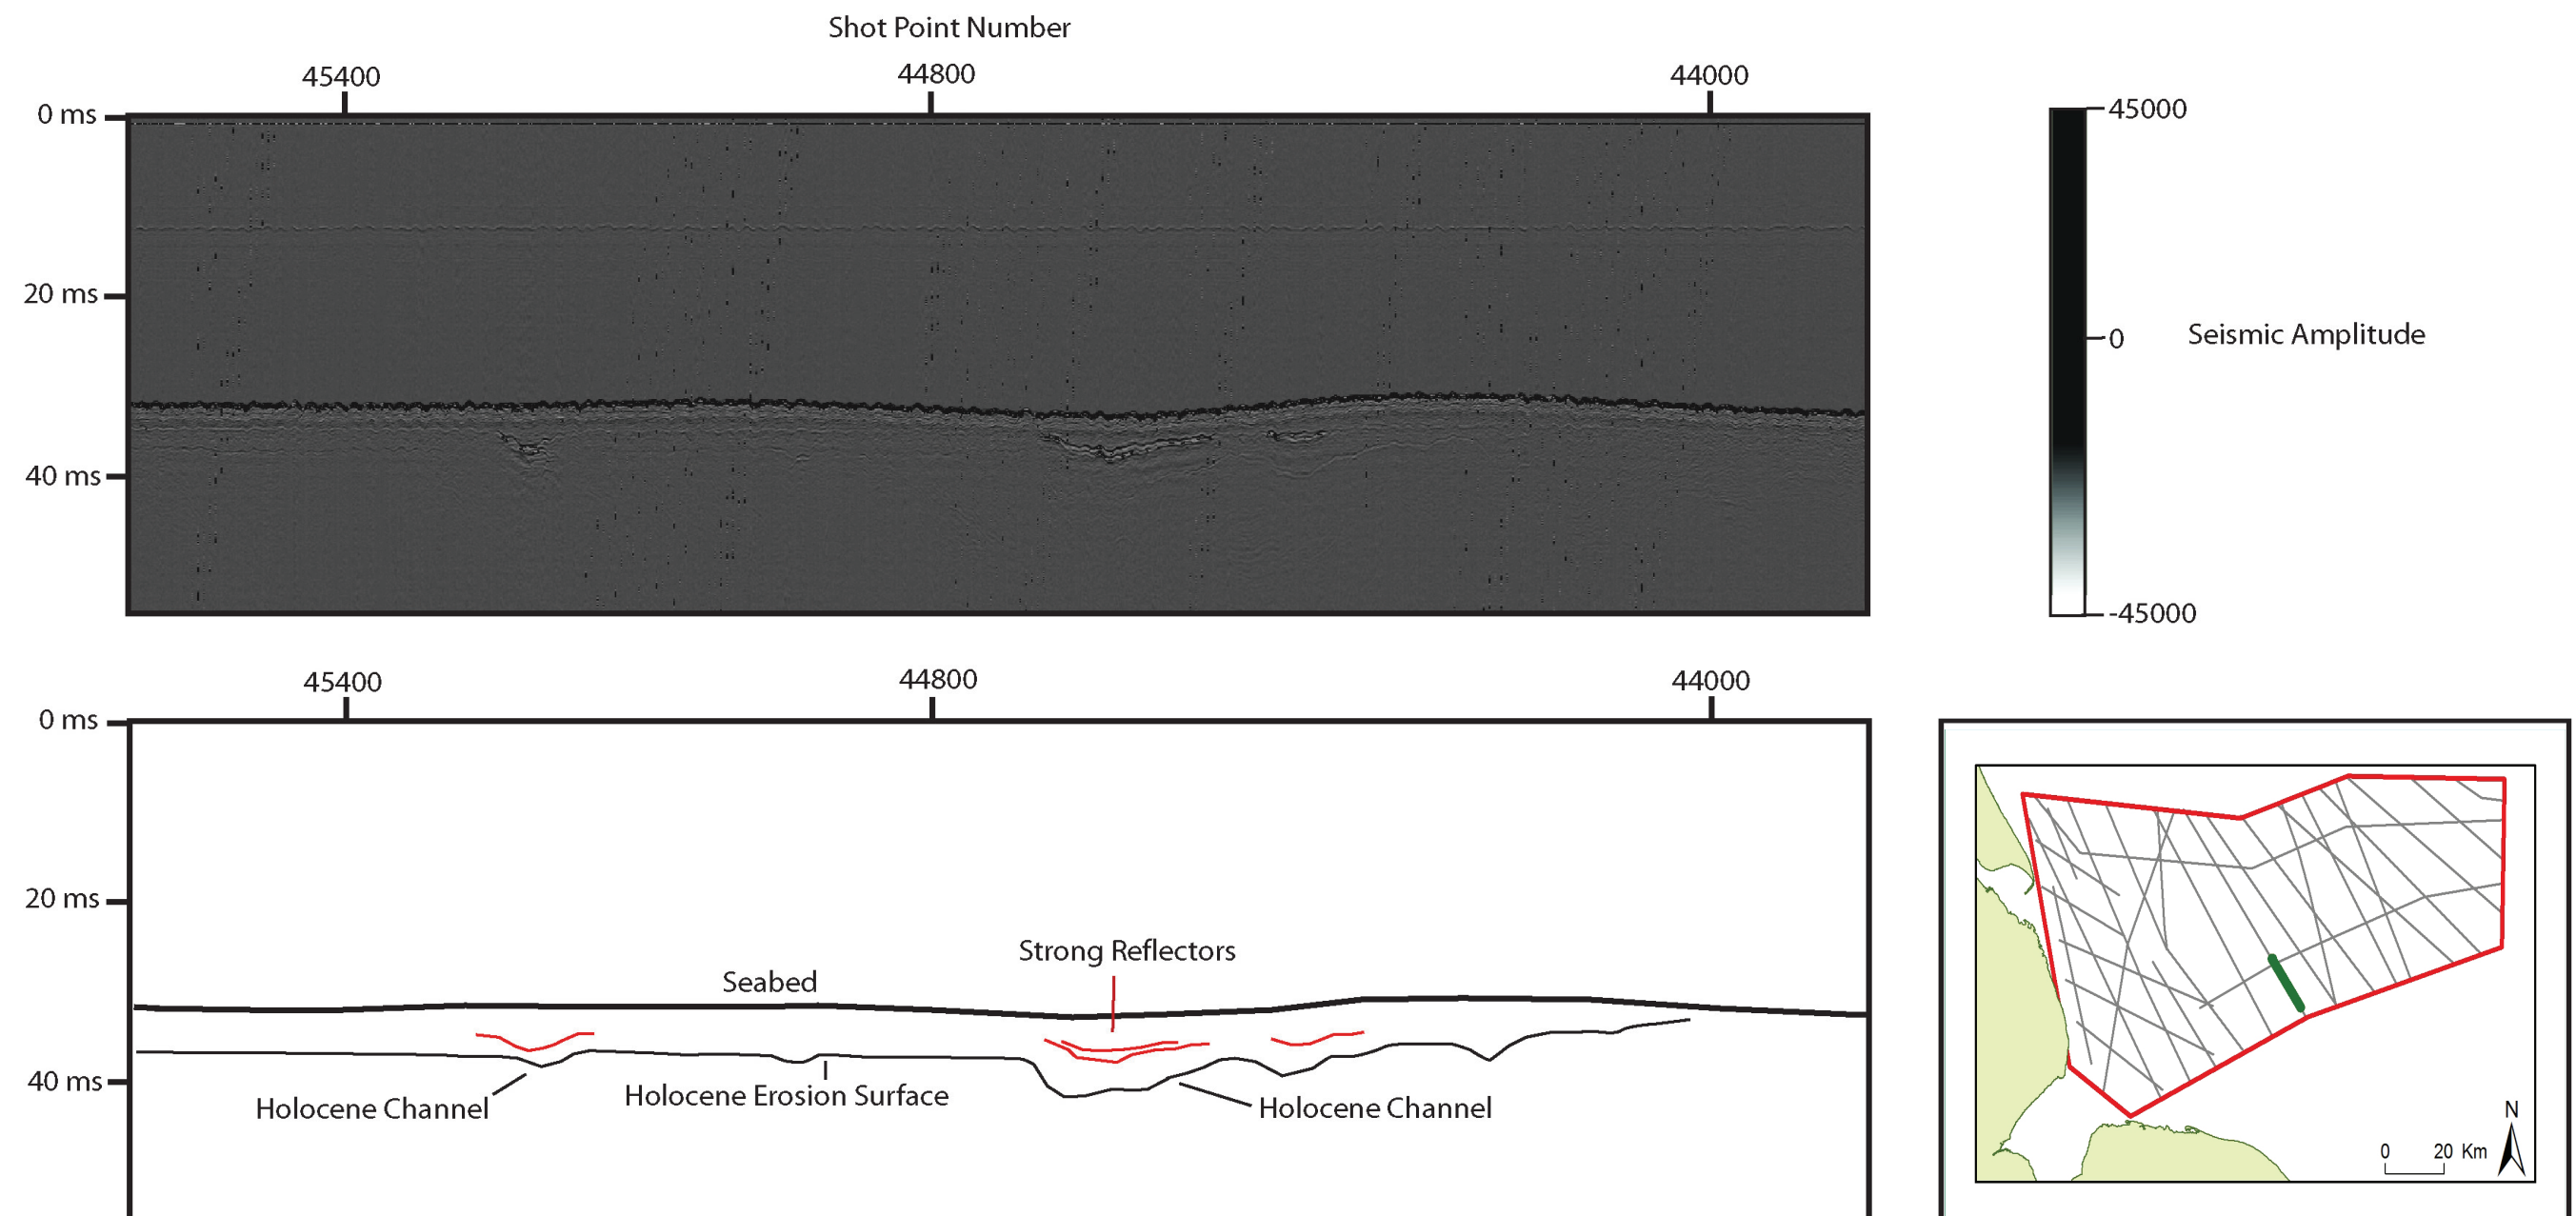 Shot Point Number
45400
44800
44000
0 ms
20 ms
40 ms
45000
0
-45000
Seismic Amplitude
45400
44800
44000
0 ms
20 ms
40 ms
Strong Reflectors
Seabed
Holocene Channel
Holocene Erosion Surface
Holocene Channel
N
0 20 Km